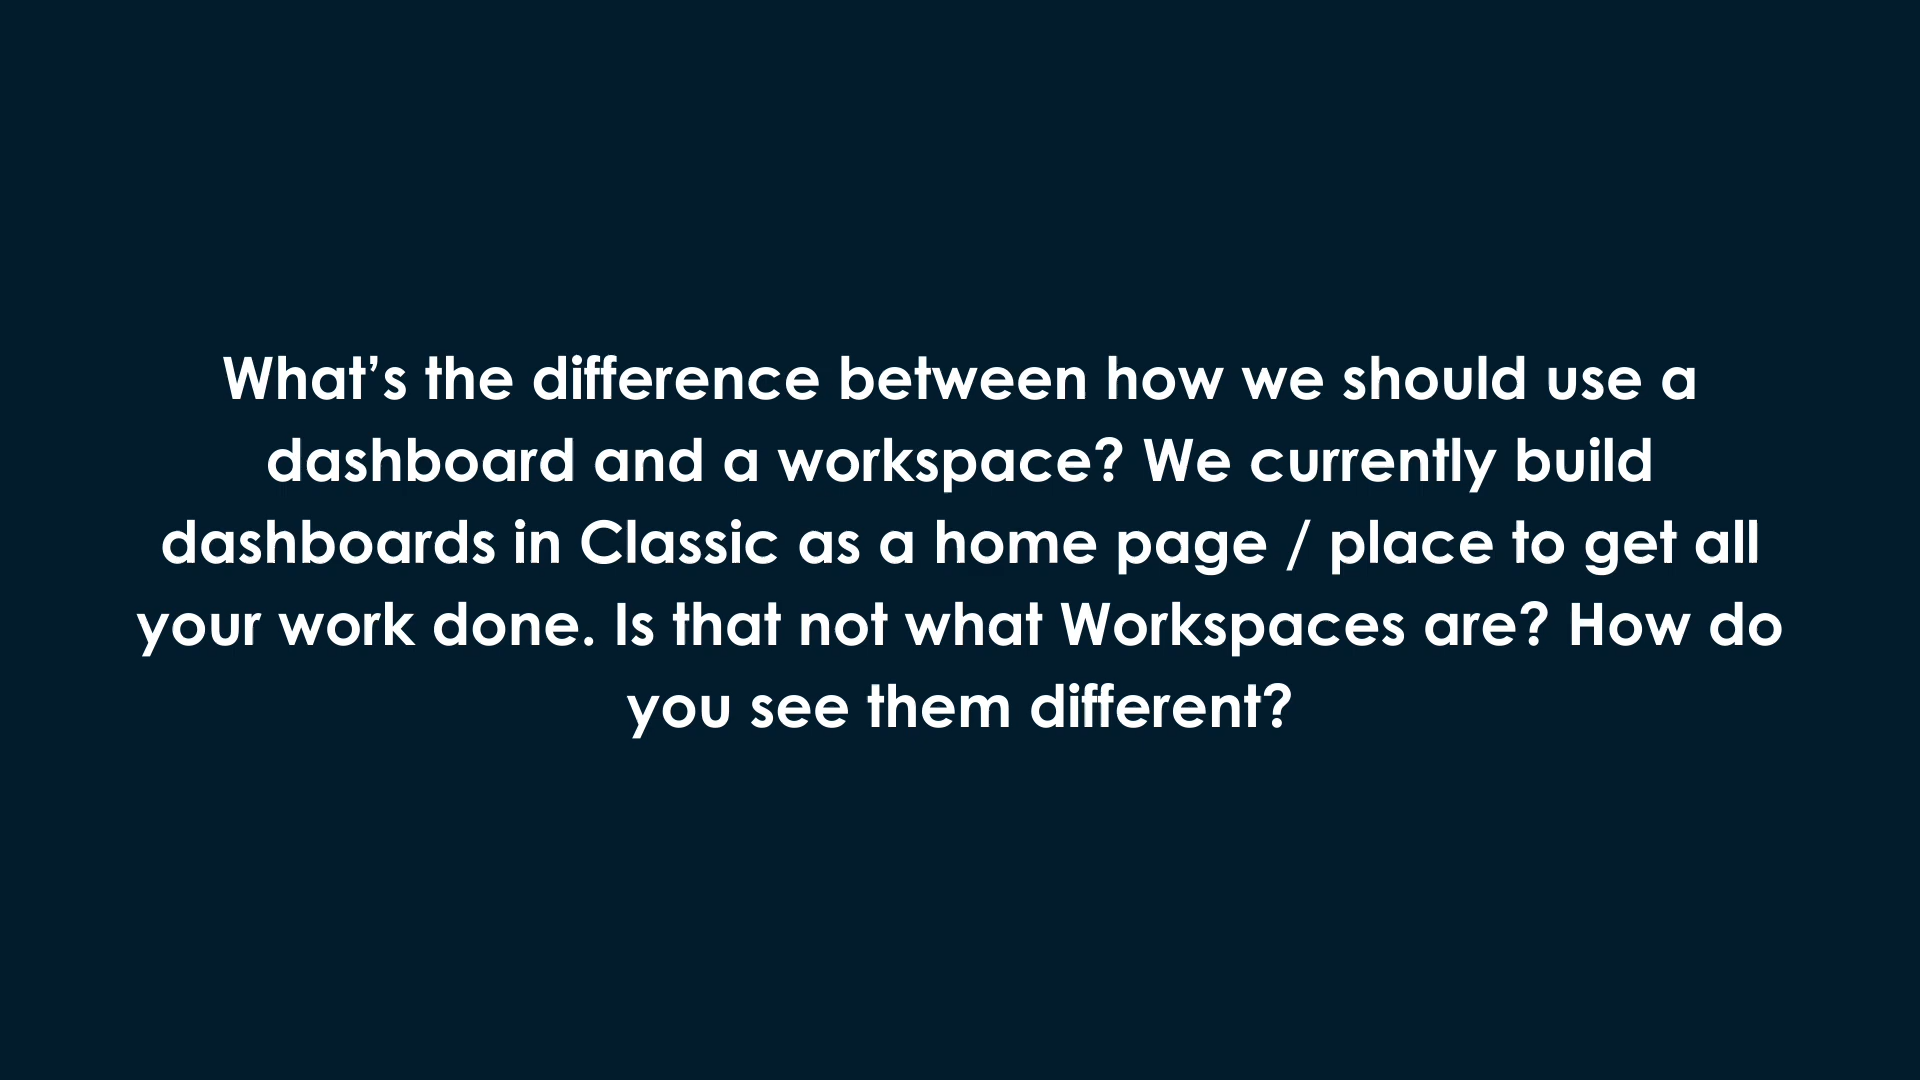 What’s the difference between how we should use a
dashboard and a workspace? We currently build
dashboards in Classic as a home page / place to get all
your work done. Is that not what Workspaces are? How do
you see them different?